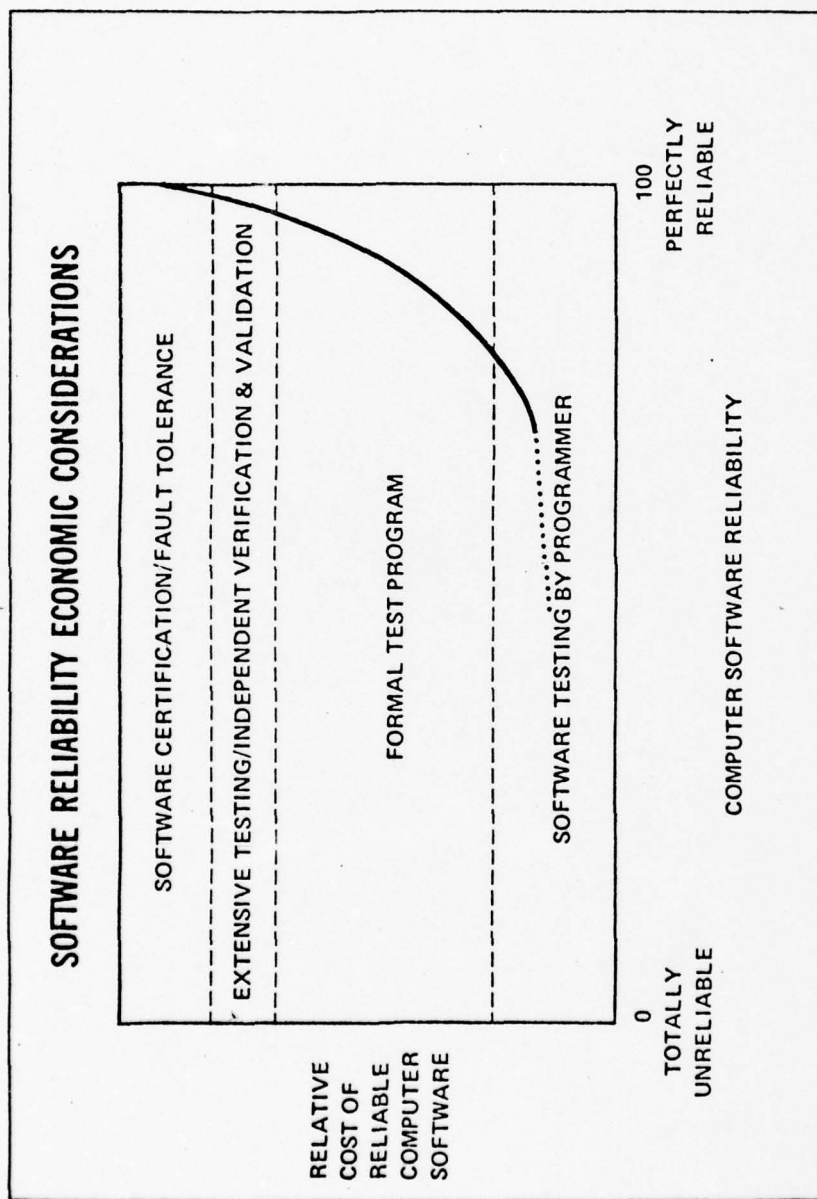 SOFTWARE RELIABILITY ECONOMIC CONSIDERATIONS
RELATIVE
COST OF
RELIABLE
COMPUTER
SOFTWARE
SOFTWARE CERTIFICATION/FAULT TOLERANCE
EXTENSIVE TESTING/INDEPENDENT VERIFICATION & VALIDATION
FORMAL TEST PROGRAM
SOFTWARE TESTING BY PROGRAMMER
0
100
TOTALLY
UNRELIABLE
PERFECTLY
RELIABLE
COMPUTER SOFTWARE RELIABILITY